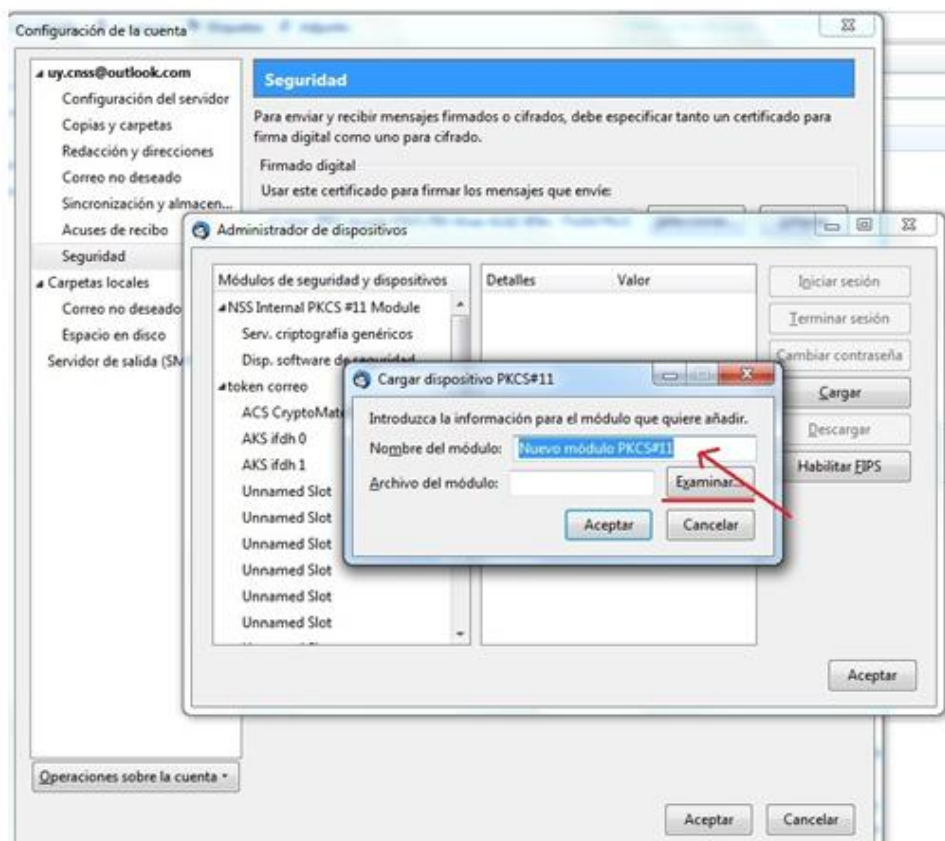 Configuración de la cuenta
uy.cnss@outlook.com
Configuración del servidor
Copias y carpetas
Redacción y direcciones
Correo no deseado
Sincronización y almacen...
Acuses de recibo
Seguridad
Carpetas locales
Correo no deseado
Espacio en disco
Servidor de salida (SM
Operaciones sobre la cuenta
Seguridad
Para enviar y recibir mensajes firmados o cifrados, debe especificar tanto un certificado para
firma digital como uno para cifrado.
Firmado digital
Usar este certificado para firmar los mensajes que envíe:
Administrador de dispositivos
Módulos de seguridad y dispositivos
NSS Internal PKCS #11 Module
Serv. criptografía genéricos
Disp. software de seguridad
token correo
ACS CryptoMate
AKS ifdh 0
AKS ifdh 1
Unnamed Slot
Unnamed Slot
Unnamed Slot
Unnamed Slot
Unnamed Slot
Unnamed Slot
Detalles Valor
Iniciar sesión
Terminar sesión
Cambiar contraseña
Cargar
Descargar
Habilitar FIPS
Cargar dispositivo PKCS#11
Introduzca la información para el módulo que quiere añadir.
Nombre del módulo: Nuevo módulo PKCS#11
Archivo del módulo: Examinar...
Aceptar Cancelar
Aceptar
Aceptar Cancelar